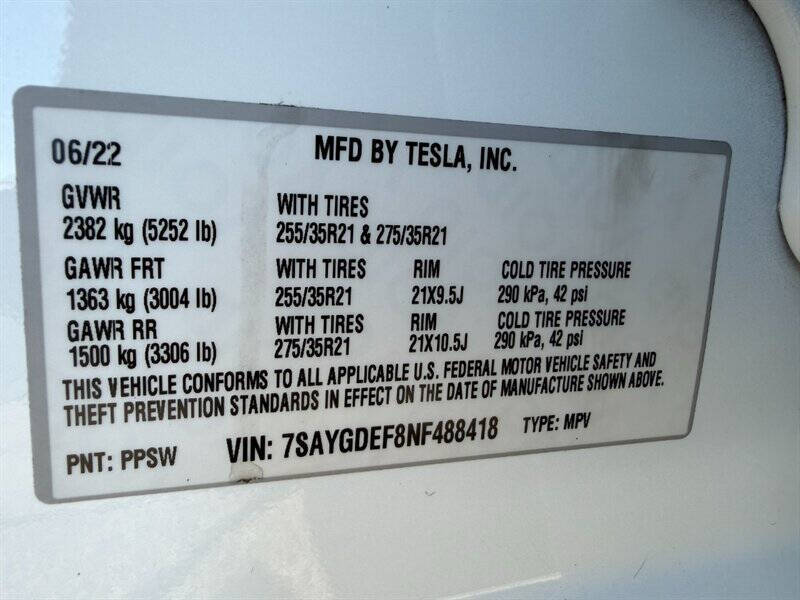 06/22 MFD BY TESLA, INC.
GVWR WITH TIRES
2382 kg (5252 lb) 255/35R21 & 275/35R21
GAWR FRT WITH TIRES RIM COLD TIRE PRESSURE
1363 kg (3004 lb) 255/35R21 21X9.5J 290 kPa, 42 psi
GAWR RR WITH TIRES RIM COLD TIRE PRESSURE
1500 kg (3306 lb) 275/35R21 21X10.5J 290 kPa, 42 psi
THIS VEHICLE CONFORMS TO ALL APPLICABLE U.S. FEDERAL MOTOR VEHICLE SAFETY AND
THEFT PREVENTION STANDARDS IN EFFECT ON THE DATE OF MANUFACTURE SHOWN ABOVE.
PNT: PPSW VIN: 7SAYGDEF8NF488418 TYPE: MPV